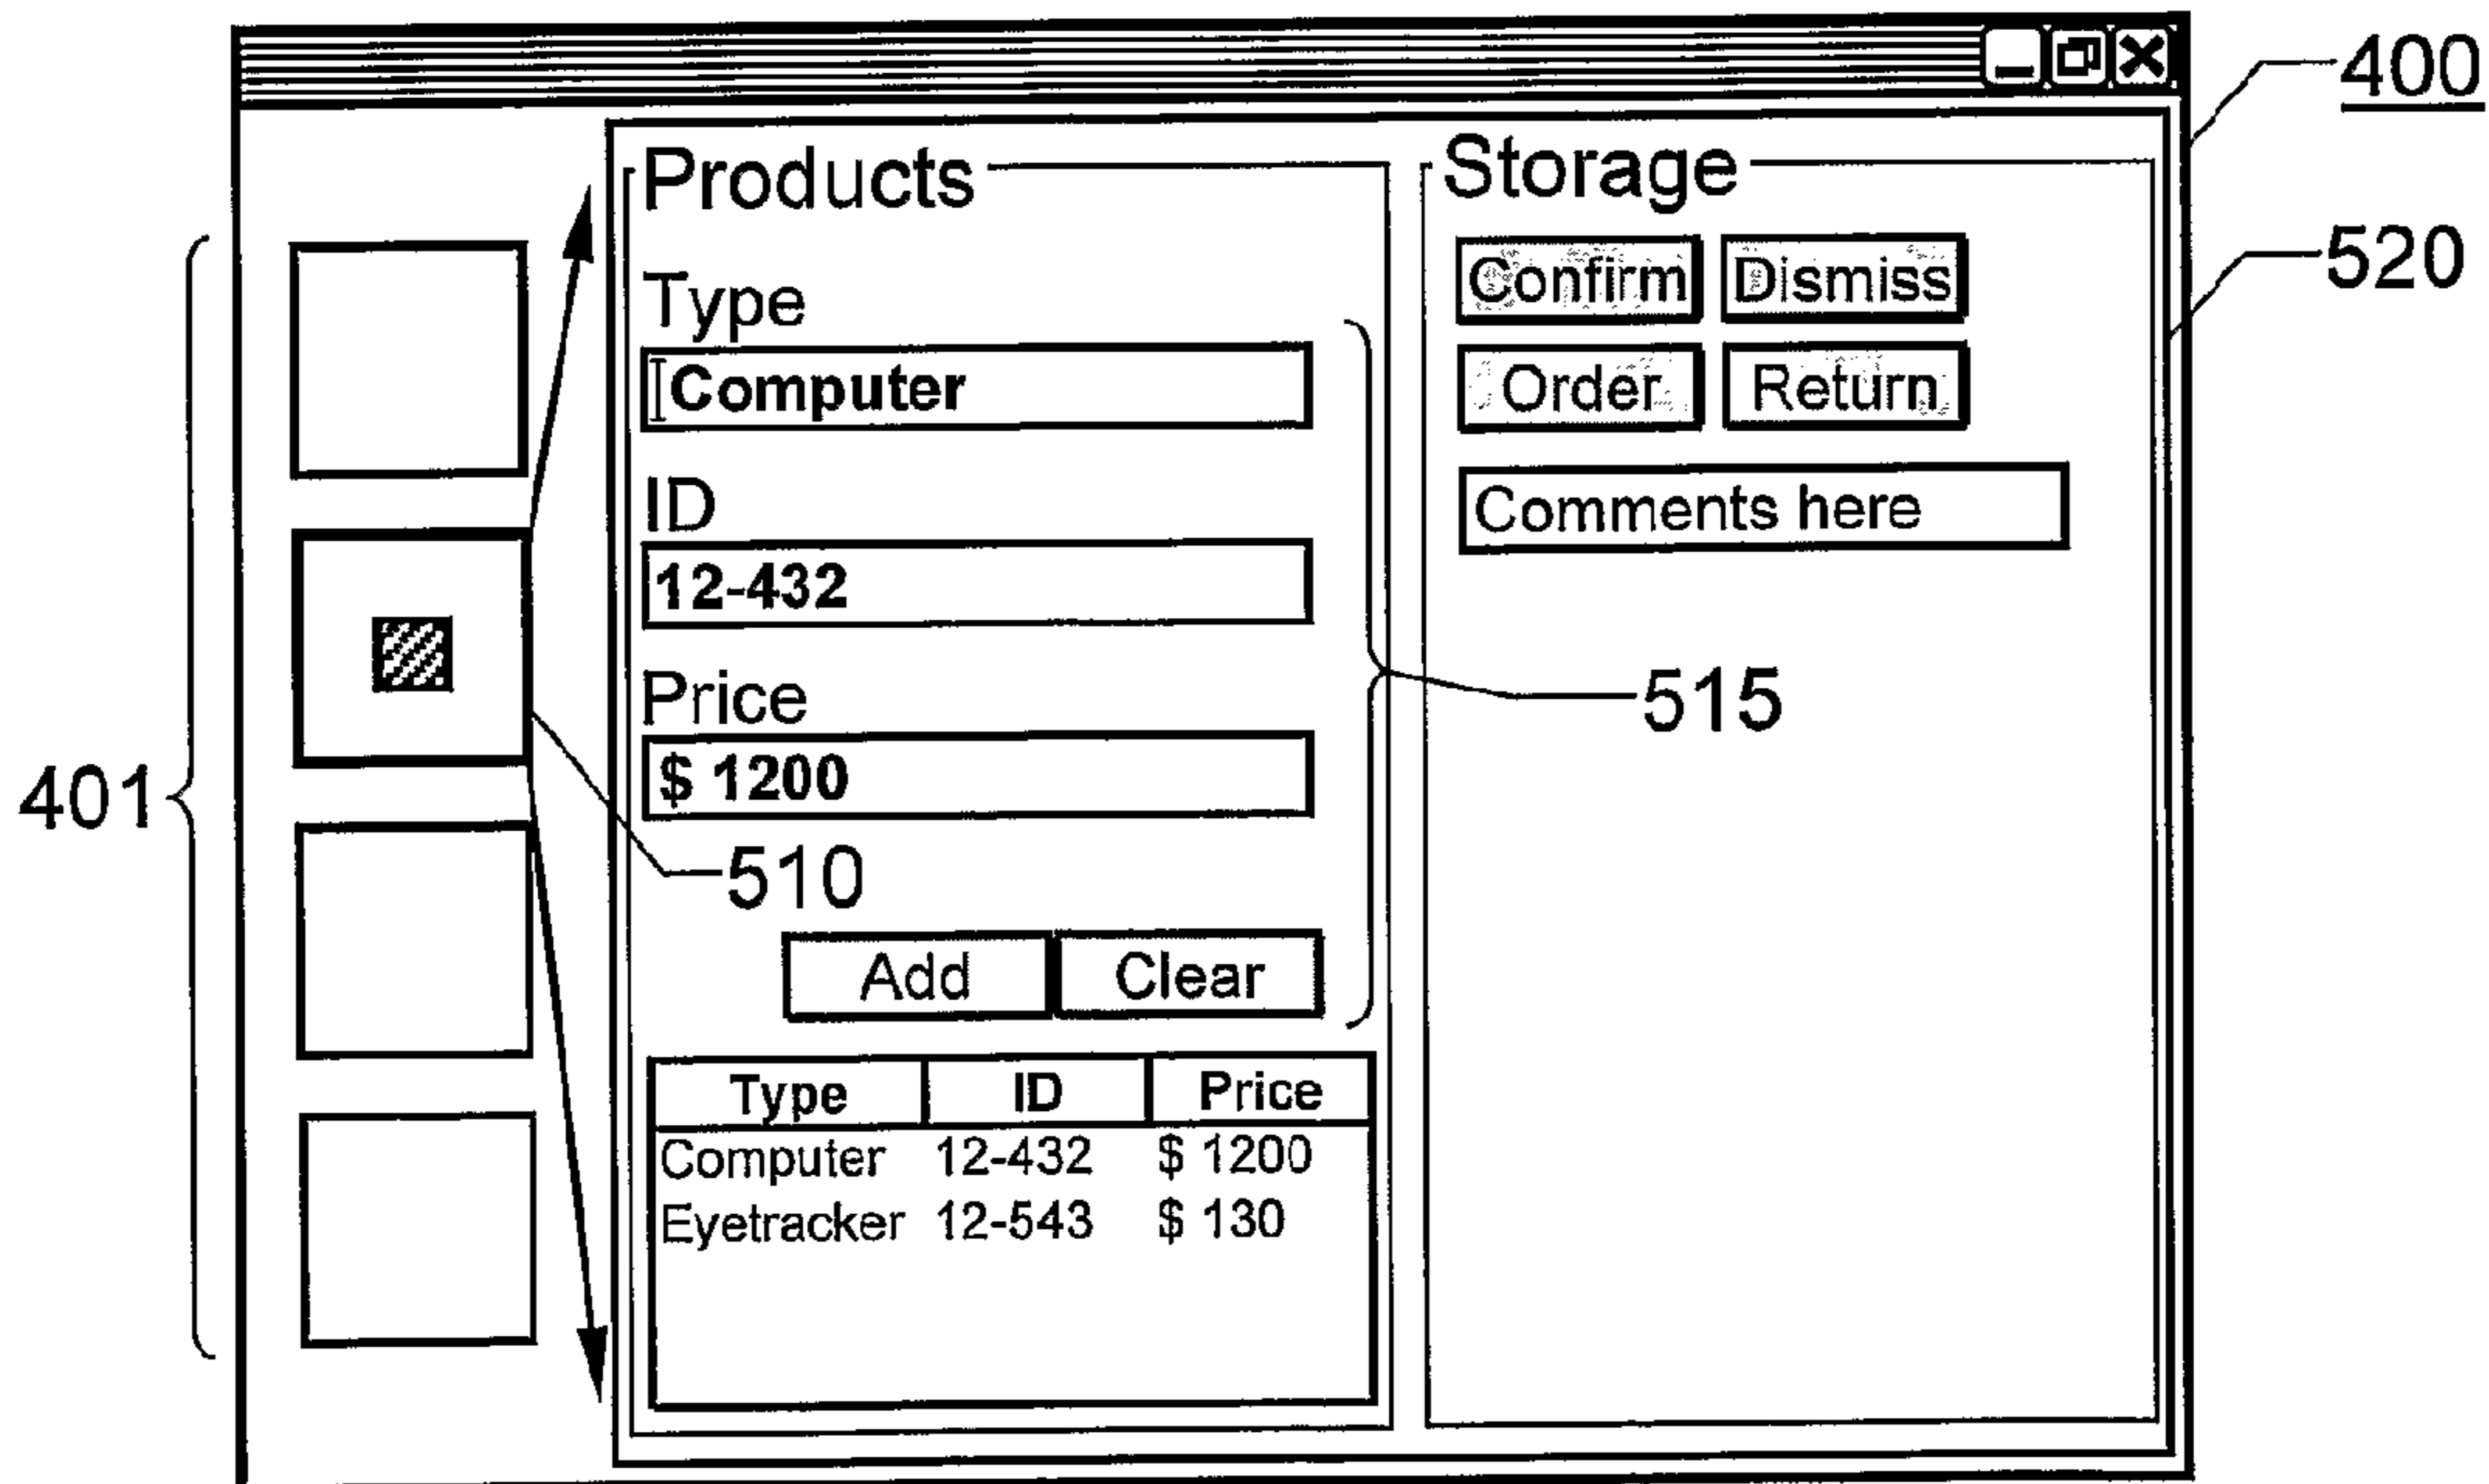 400
Products
Storage
520
Type
Confirm
Dismiss
Computer
Order
Return
ID
Comments here
12-432
Price
515
$ 1200
401
510
Add
Clear
Type ID Price
Computer 12-432 $ 1200
Eyetracker 12-543 $ 130